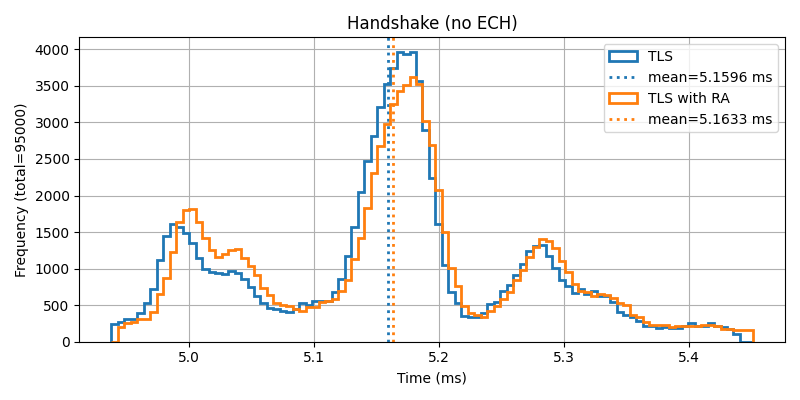 Handshake (no ECH)
Frequency (total=95000)
4000
3500
3000
2500
2000
1500
1000
500
0
TLS
mean=5.1596 ms
TLS with RA
mean=5.1633 ms
5.0 5.1 5.2 5.3 5.4
Time (ms)